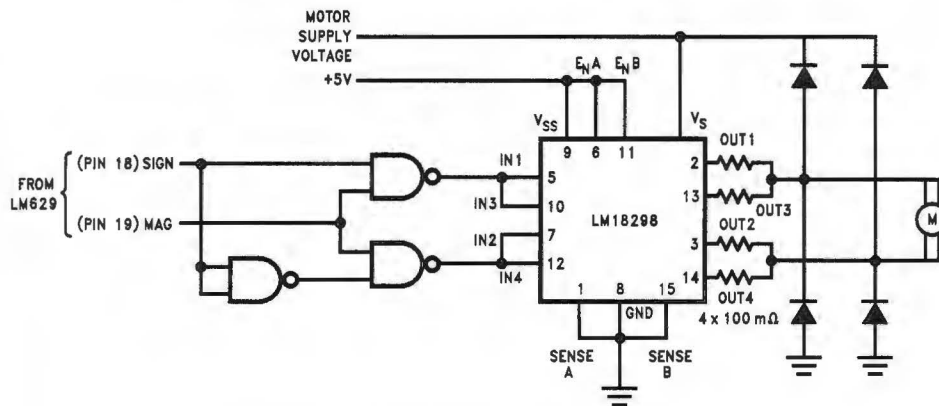 MOTOR
SUPPLY
VOLTAGE
+5V
ENA
ENB
VSS
VS
9
6
11
FROM
LM629
(PIN 18) SIGN
(PIN 19) MAG
IN1
IN3
IN2
IN4
5
10
7
12
LM18298
2
13
3
14
OUT1
OUT3
OUT2
OUT4
4 x 100 mΩ
M
1
8
15
GND
SENSE
A
SENSE
B